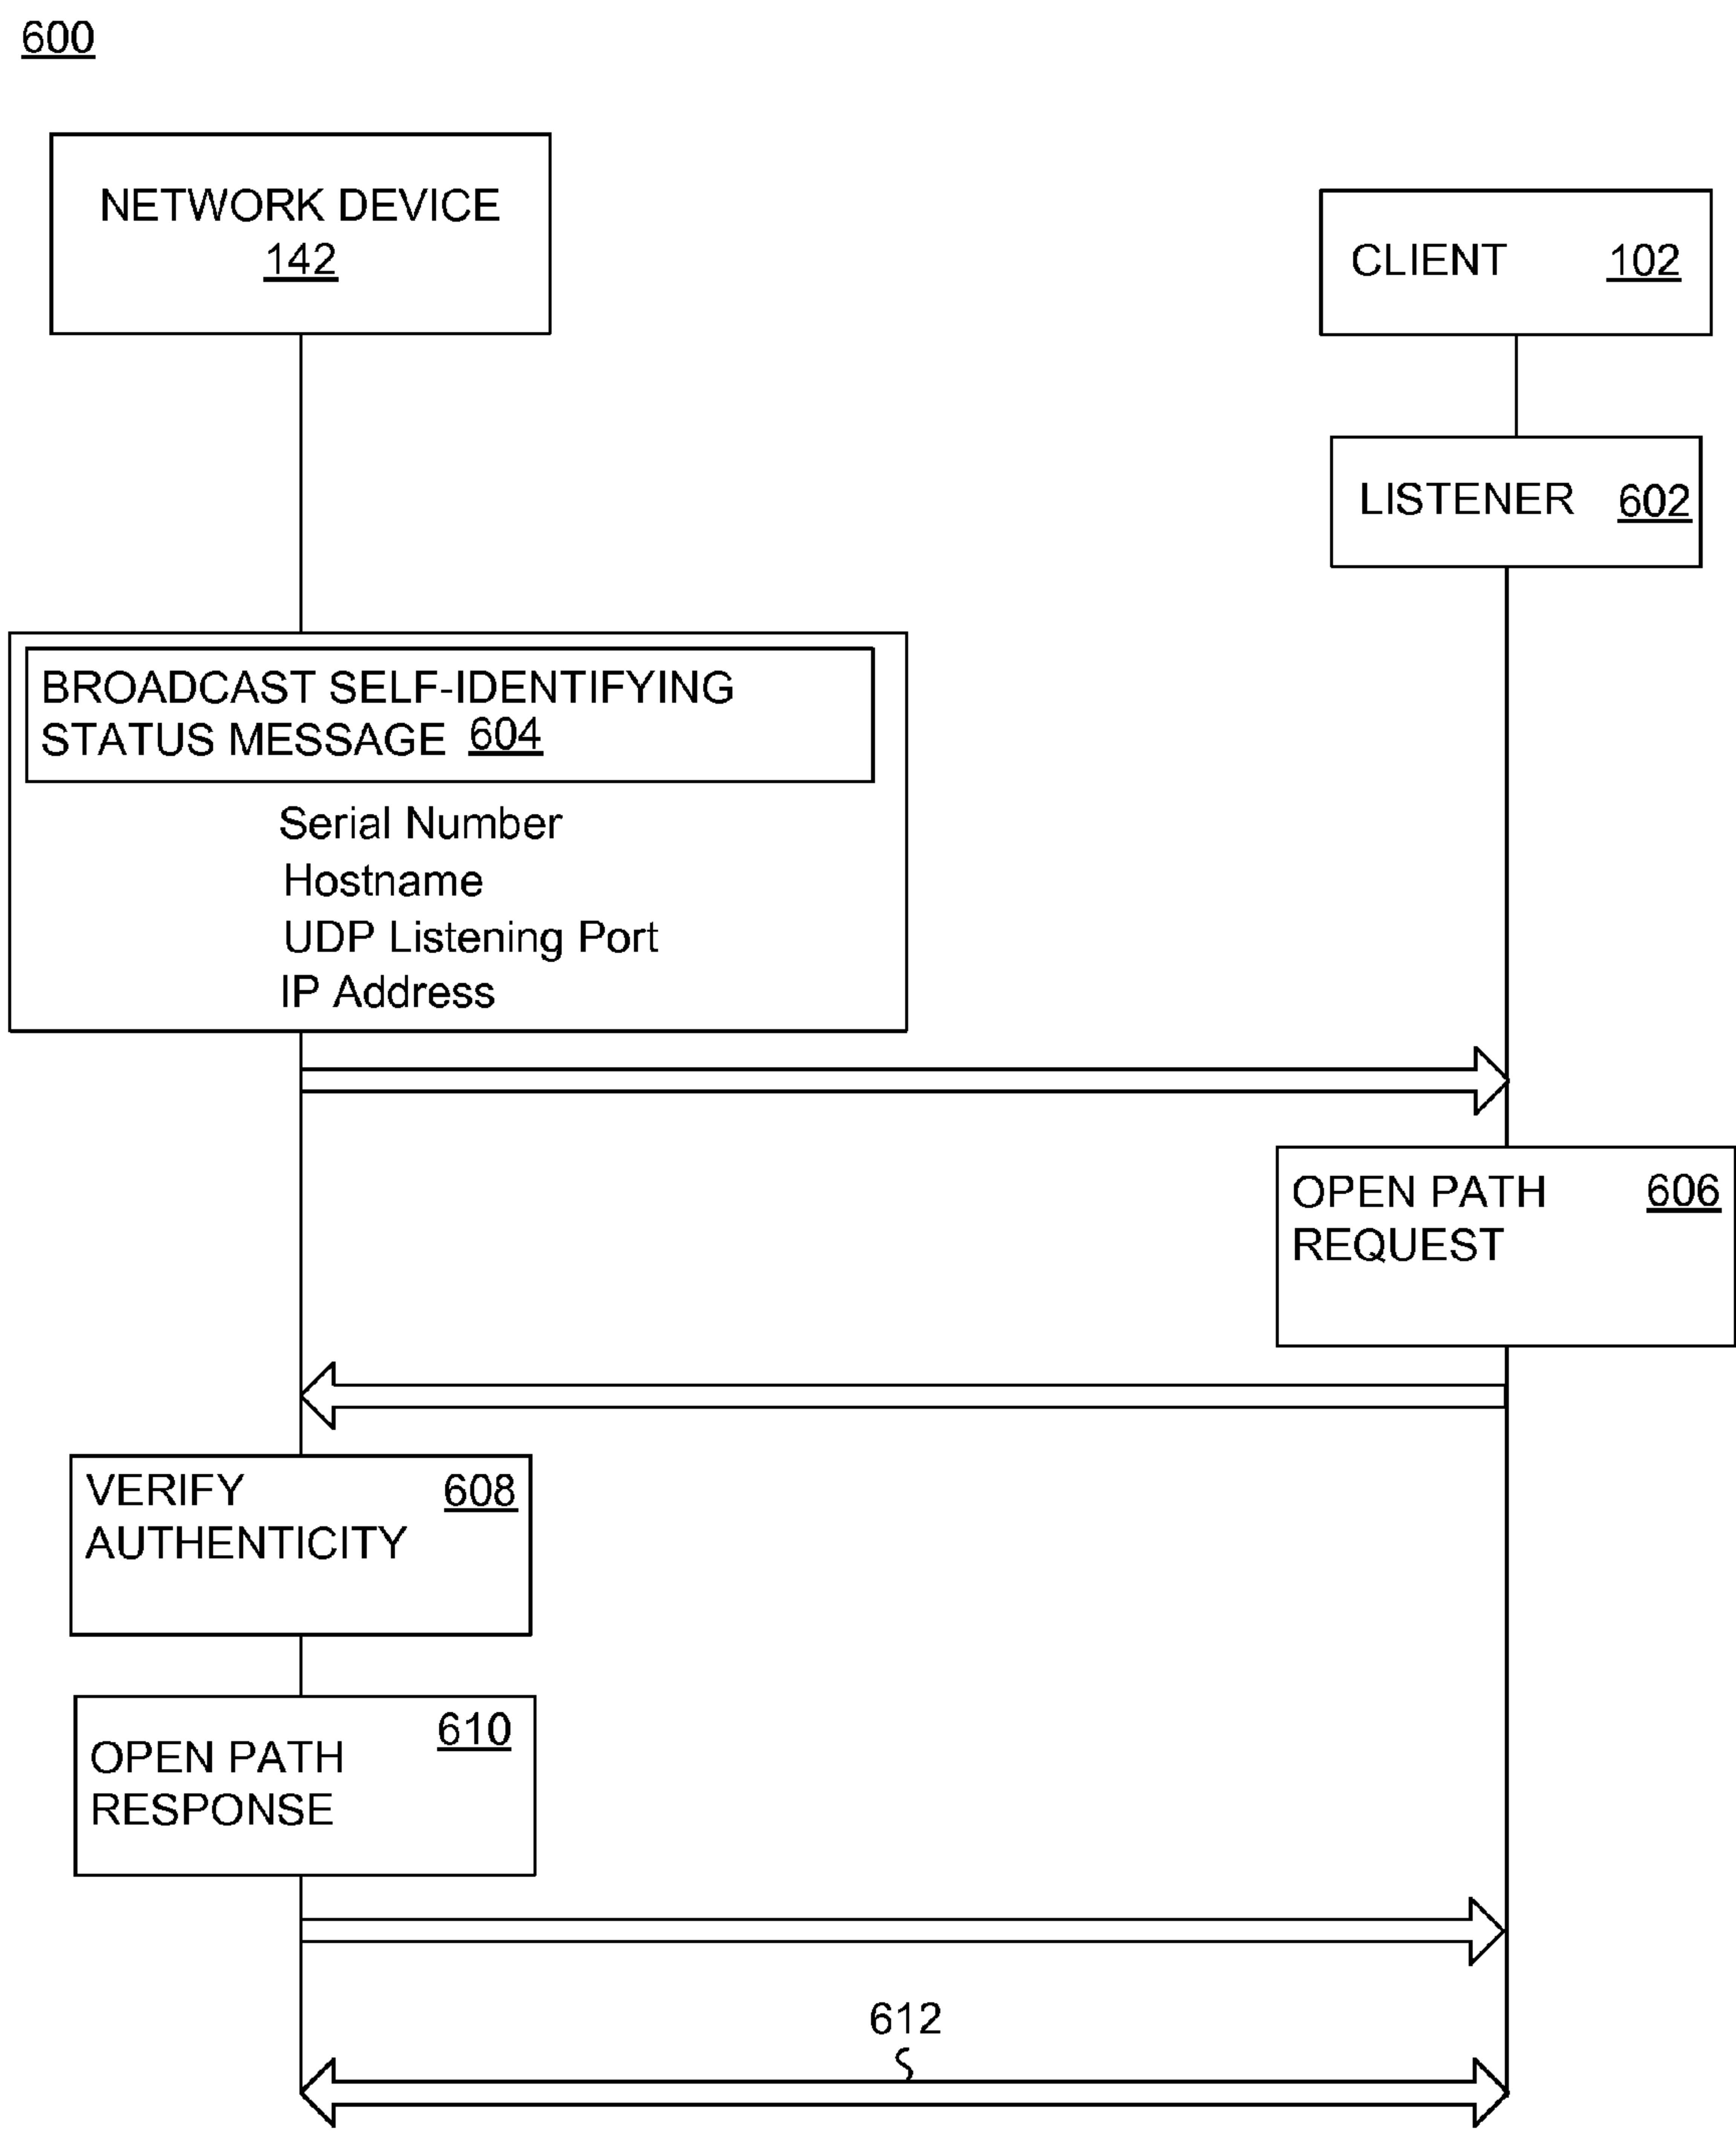 600
NETWORK DEVICE
142
CLIENT 102
LISTENER 602
BROADCAST SELF-IDENTIFYING
STATUS MESSAGE 604
Serial Number
Hostname
UDP Listening Port
IP Address
OPEN PATH 606
REQUEST
VERIFY 608
AUTHENTICITY
610
OPEN PATH
RESPONSE
612